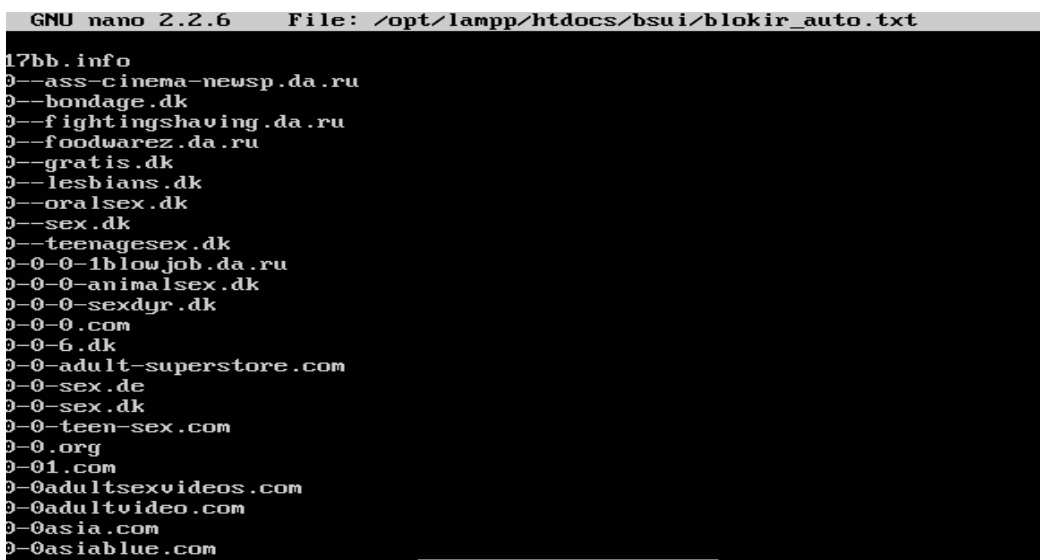 GNU nano 2.2.6 File: /opt/lampp/htdocs/bsui/blokir_auto.txt
17bb.info
0--ass-cinema-newsp.da.ru
0--bondage.dk
0--fightingshaving.da.ru
0--foodwarez.da.ru
0--gratis.dk
0--lesbians.dk
0--oralsex.dk
0--sex.dk
0--teenagesex.dk
0-0-0-1blowjob.da.ru
0-0-0-animalsex.dk
0-0-0-sexdyr.dk
0-0-0.com
0-0-6.dk
0-0-adult-superstore.com
0-0-sex.de
0-0-sex.dk
0-0-teen-sex.com
0-0.org
0-01.com
0-0adultsexvideos.com
0-0adultvideo.com
0-0asia.com
0-0asiablue.com